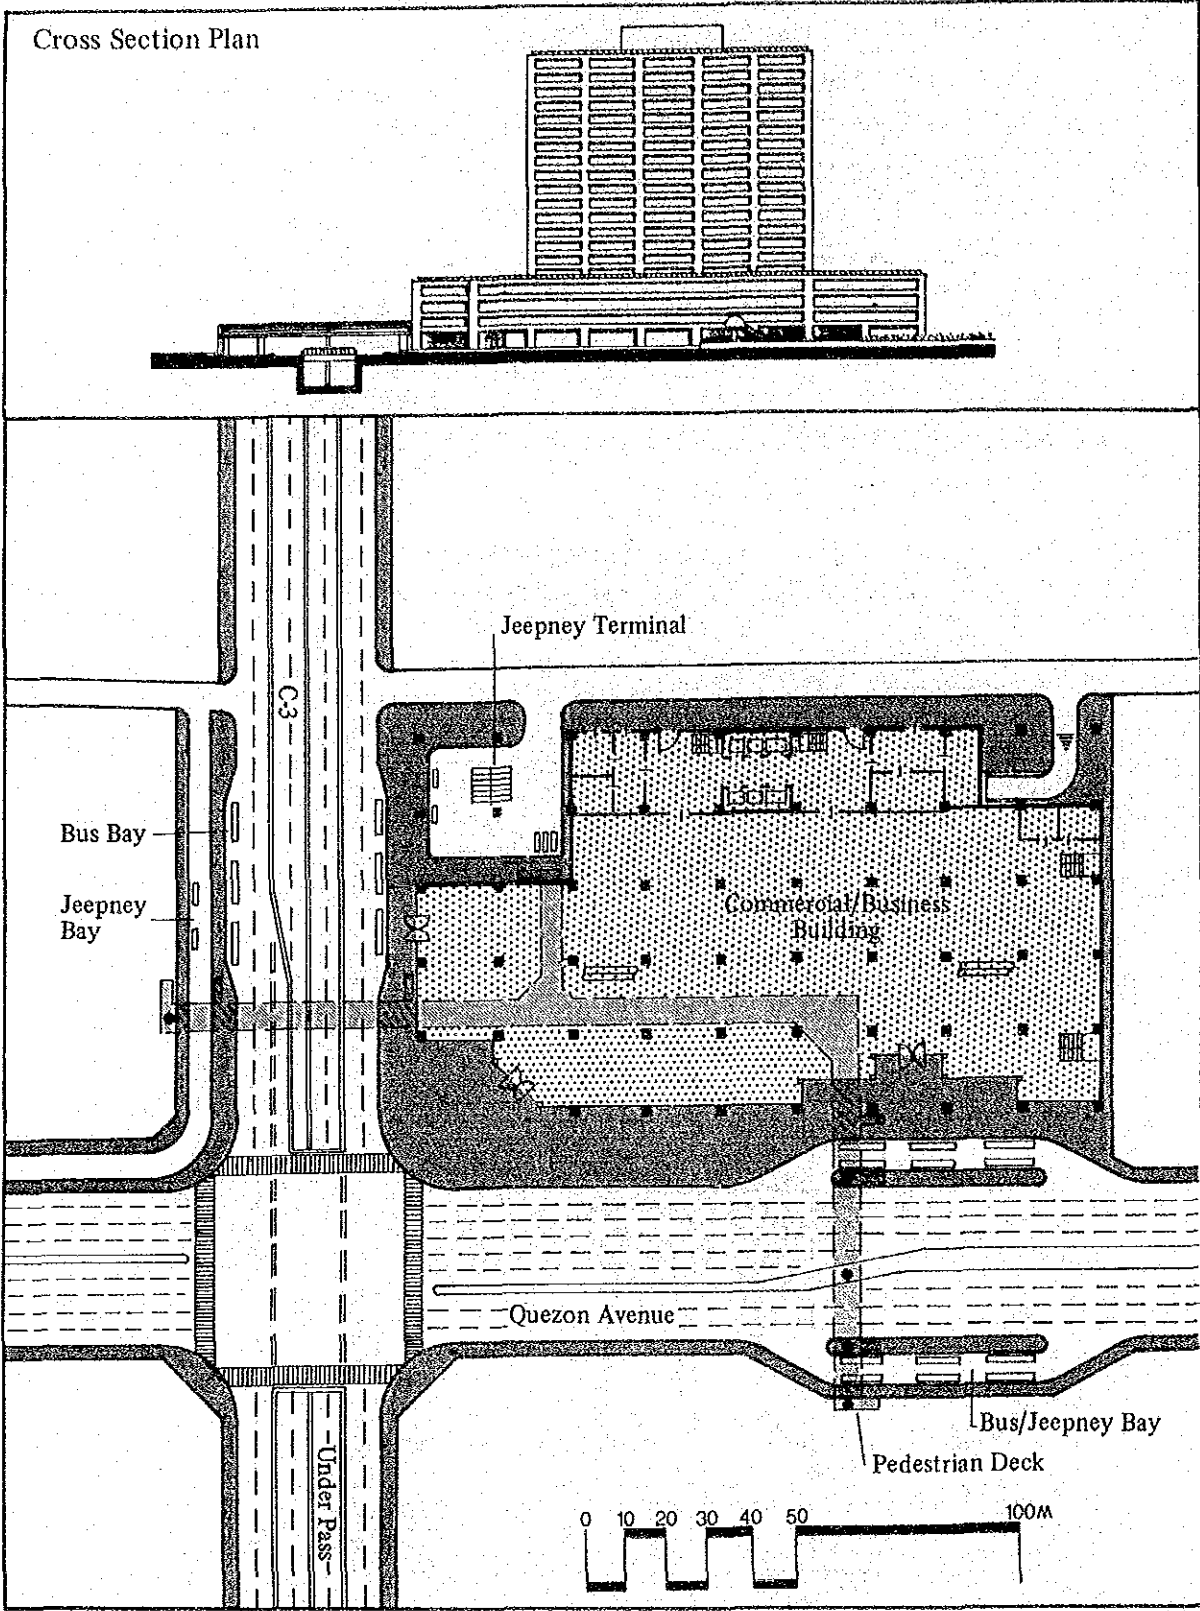 Cross Section Plan
Jeepney Terminal
C-3
Bus Bay
Jeepney
Bay
Commercial/Business
Building
Quezon Avenue
Bus/Jeepney Bay
Pedestrian Deck
Under Pass
0 10 20 30 40 50 100M